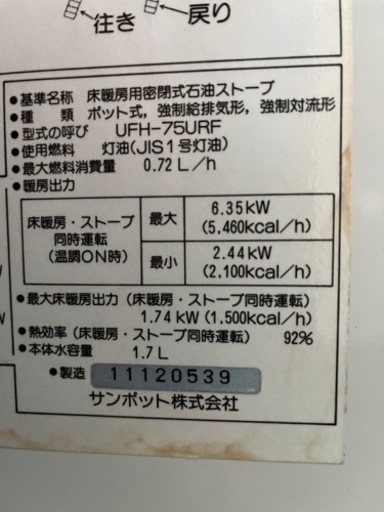 往き 戻り
●基準名称 床暖房用密閉式石油ストーブ
●種類 ポット式，強制給排気形，強制対流形
●型式の呼び UFH-75URF
●使用燃料 灯油(JIS1号灯油)
●最大燃料消費量 0.72L/h
●暖房出力
床暖房・ストーブ同時運転(温調ON時) 最大 6.35kW (5,460kcal/h)
最小 2.44kW (2,100kcal/h)
●最大床暖房出力(床暖房・ストーブ同時運転)
1.74kW(1,500kcal/h)
●熱効率(床暖房・ストーブ同時運転) 92%
●本体水容量 1.7L
●製造 11120539
サンポット株式会社